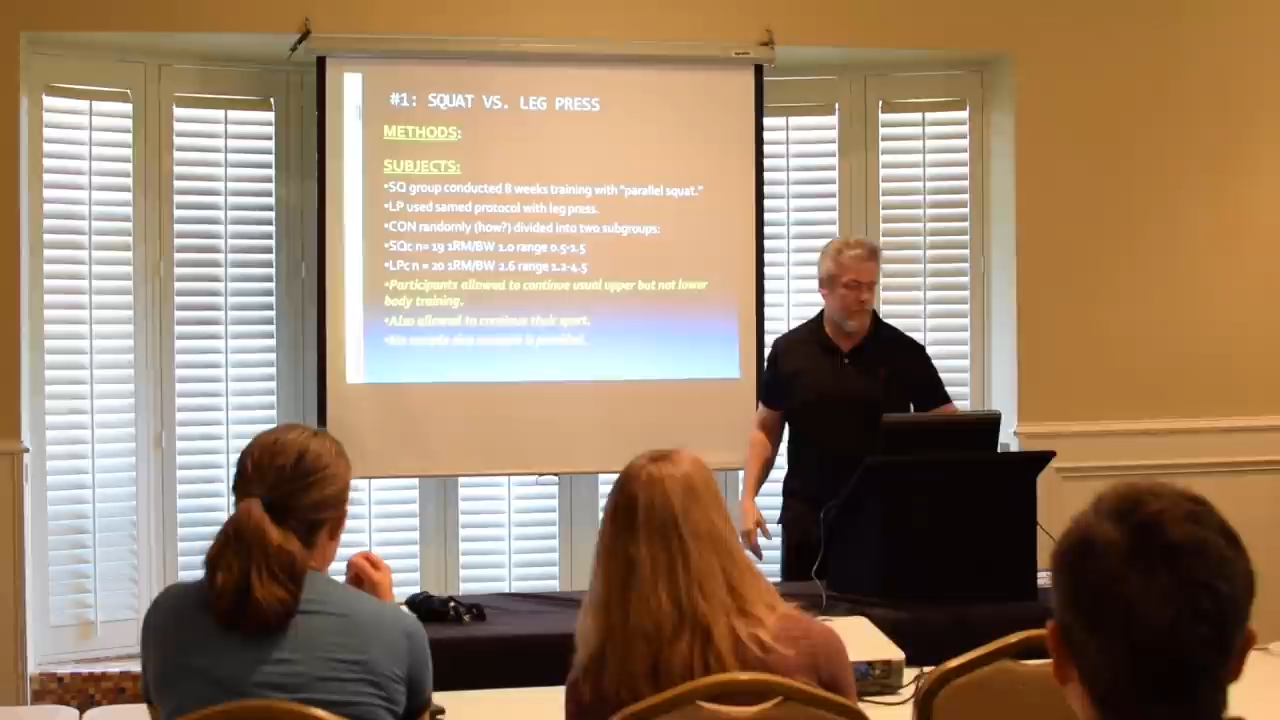 #1: SQUAT VS. LEG PRESS
METHODS:
SUBJECTS:
•SQ group conducted 8 weeks training with "parallel squat."
•LP used samed protocol with leg press.
•CON randomly (how?) divided into two subgroups:
•SQc n= 19 1RM/BW 1.0 range 0.5-1.5
•LPc n = 20 1RM/BW 2.6 range 1.2-4.5
•Participants allowed to continue usual upper but not lower
body training.
•Also allowed to continue their sport.